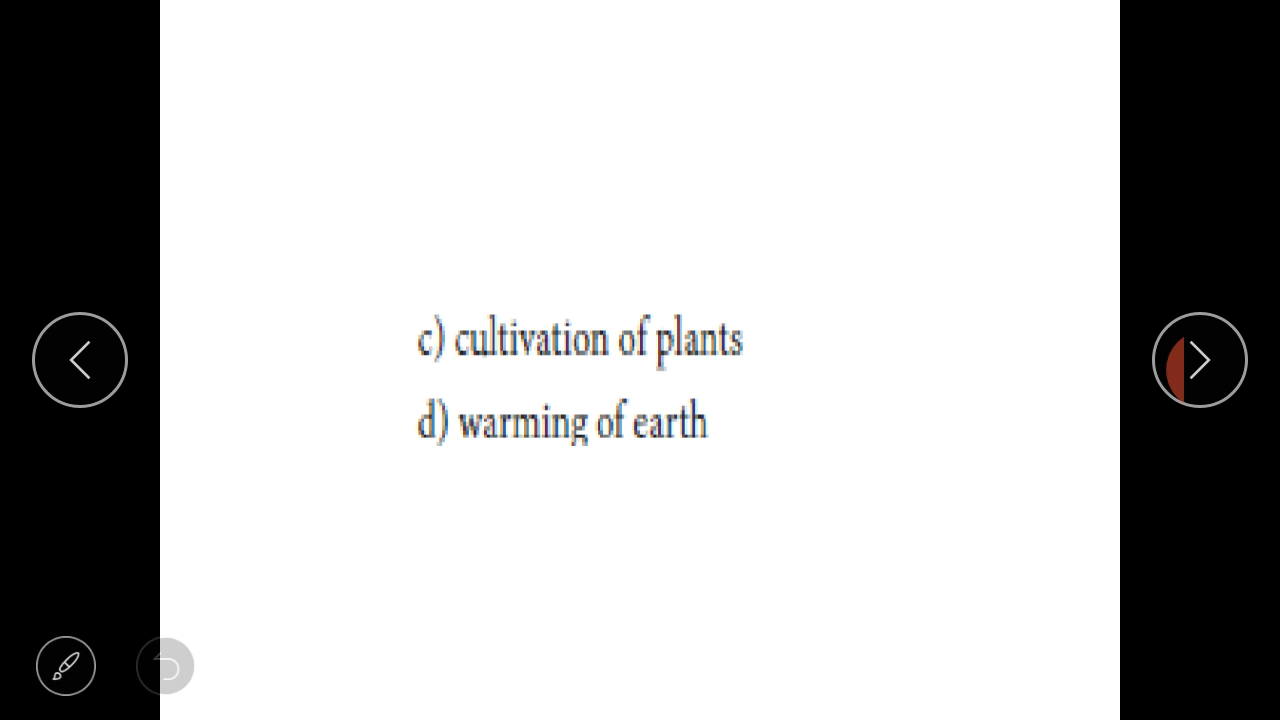 c) cultivation of plants
d) warming of earth